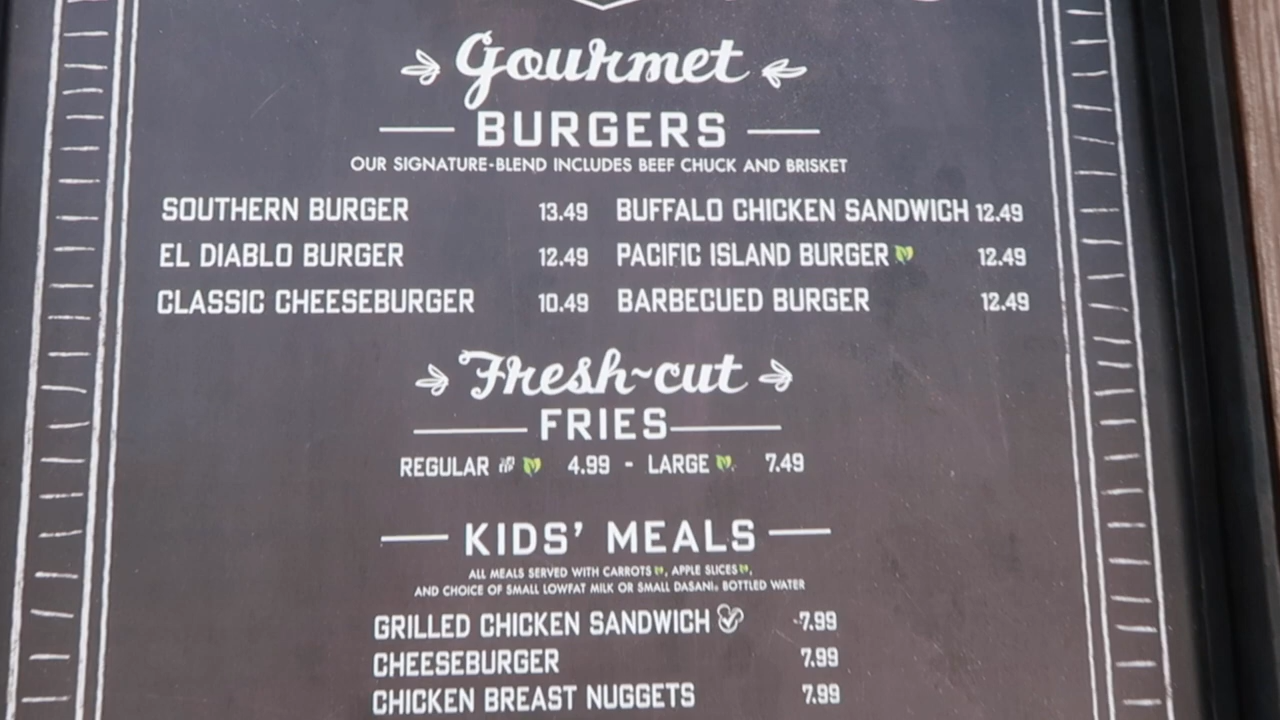 Gourmet
BURGERS
OUR SIGNATURE-BLEND INCLUDES BEEF CHUCK AND BRISKET
SOUTHERN BURGER 13.49 BUFFALO CHICKEN SANDWICH 12.49
EL DIABLO BURGER 12.49 PACIFIC ISLAND BURGER 12.49
CLASSIC CHEESEBURGER 10.49 BARBECUED BURGER 12.49
Fresh-cut
FRIES
REGULAR 4.99 - LARGE 7.49
KIDS' MEALS
ALL MEALS SERVED WITH CARROTS, APPLE SLICES,
AND CHOICE OF SMALL LOWFAT MILK OR SMALL DASANI® BOTTLED WATER
GRILLED CHICKEN SANDWICH 7.99
CHEESEBURGER 7.99
CHICKEN BREAST NUGGETS 7.99